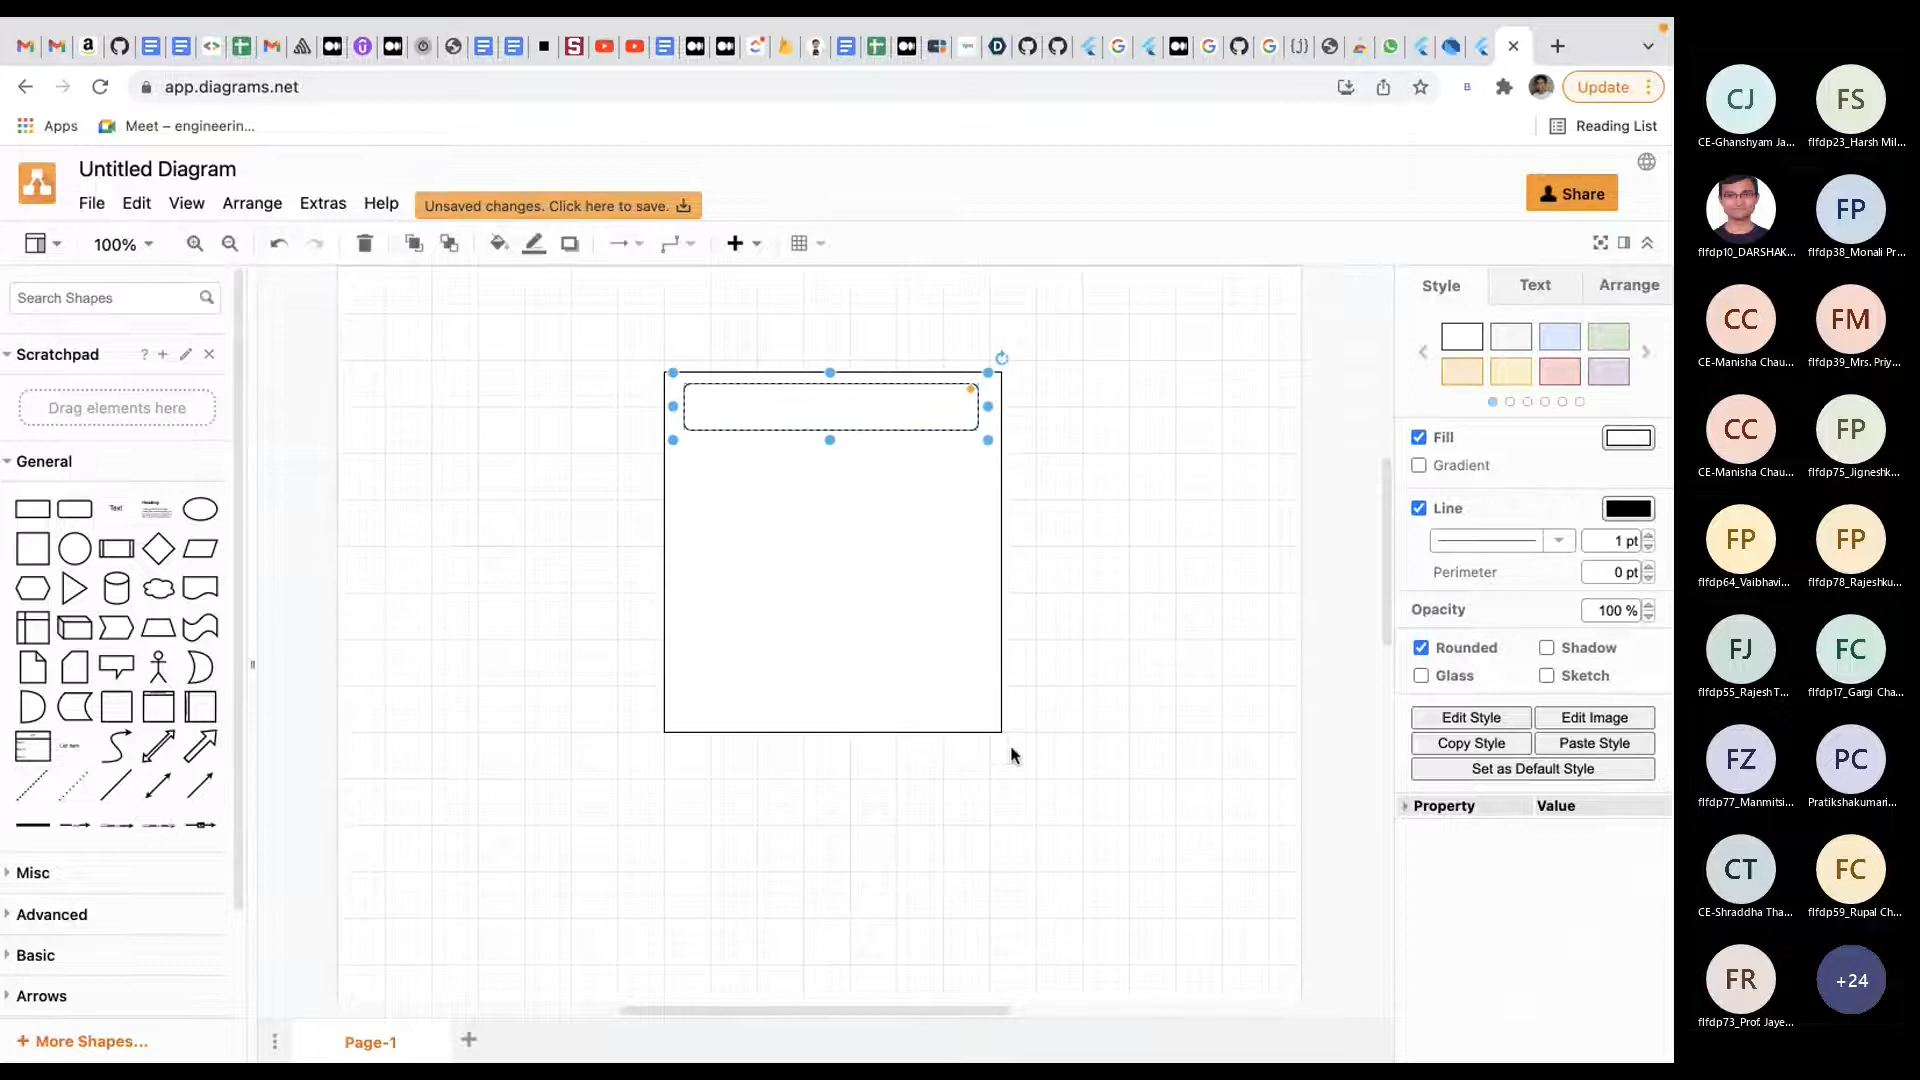 app.diagrams.net
Update
Apps
Meet – engineerin...
Reading List
Untitled Diagram
File Edit View Arrange Extras Help
Unsaved changes. Click here to save.
Share
100%
Search Shapes
Scratchpad
?
Drag elements here
General
Text
Heading
List Item
Misc
Advanced
Basic
Arrows
+ More Shapes...
Page-1
Style Text Arrange
Fill
Gradient
Line
1 pt
Perimeter 0 pt
Opacity 100 %
Rounded Shadow
Glass Sketch
Edit Style Edit Image
Copy Style Paste Style
Set as Default Style
Property Value
CJ FS
CE-Ghanshyam Ja... flfdp23_Harsh Mil...
FP
flfdp10_DARSHAK... flfdp38_Monali Pr...
CC FM
CE-Manisha Chau... flfdp39_Mrs. Priy...
CC FP
CE-Manisha Chau... flfdp75_Jigneshk...
FP FP
flfdp64_Vaibhavi... flfdp78_Rajeshku...
FJ FC
flfdp55_Rajesh T... flfdp17_Gargi Cha...
FZ PC
flfdp77_Manmitsi... Pratikshakumari...
CT FC
CE-Shraddha Tha... flfdp59_Rupal Ch...
FR +24
flfdp73_Prof. Jaye...